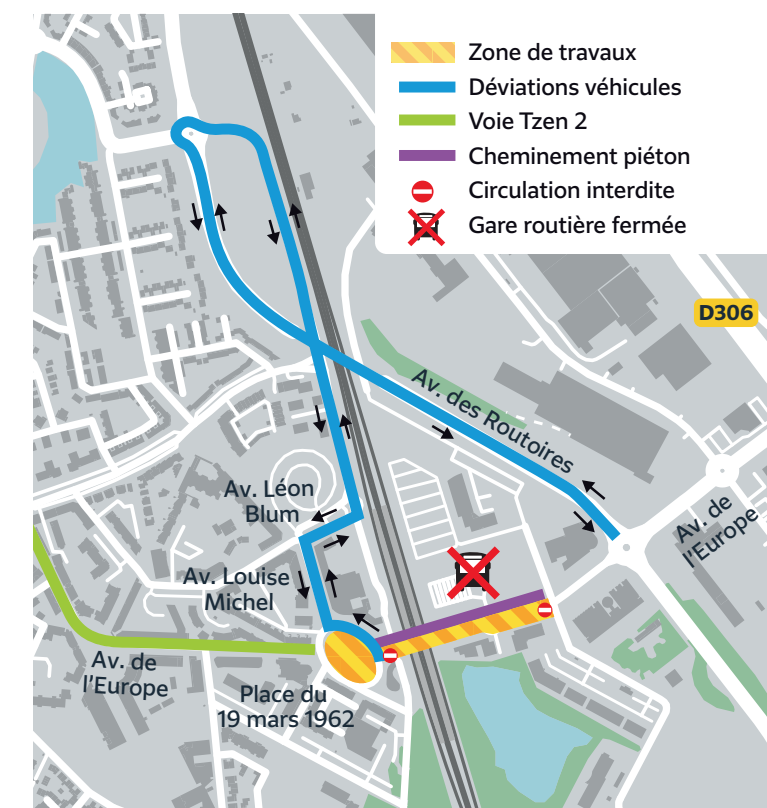 Zone de travaux
Déviations véhicules
Voie Tzen 2
Cheminement piéton
Circulation interdite
Gare routière fermée
D306
Av. des Routoires
Av. de
l'Europe
Av. Léon
Blum
Av. Louise
Michel
Av. de
l'Europe
Place du
19 mars 1962